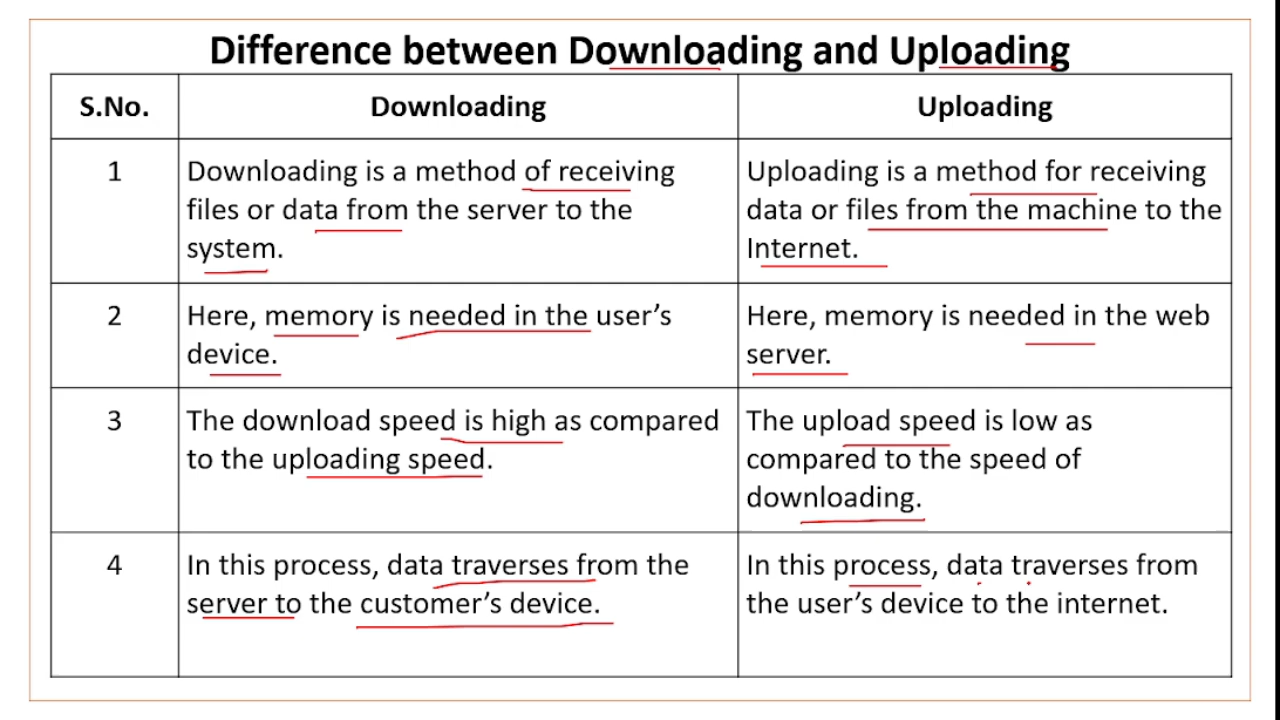 Difference between Downloading and Uploading
S.No.
Downloading
Uploading
1
Downloading is a method of receiving
files or data from the server to the
system.
Uploading is a method for receiving
data or files from the machine to the
Internet.
2
Here, memory is needed in the user’s
device.
Here, memory is needed in the web
server.
3
The download speed is high as compared
to the uploading speed.
The upload speed is low as
compared to the speed of
downloading.
4
In this process, data traverses from the
server to the customer’s device.
In this process, data traverses from
the user’s device to the internet.